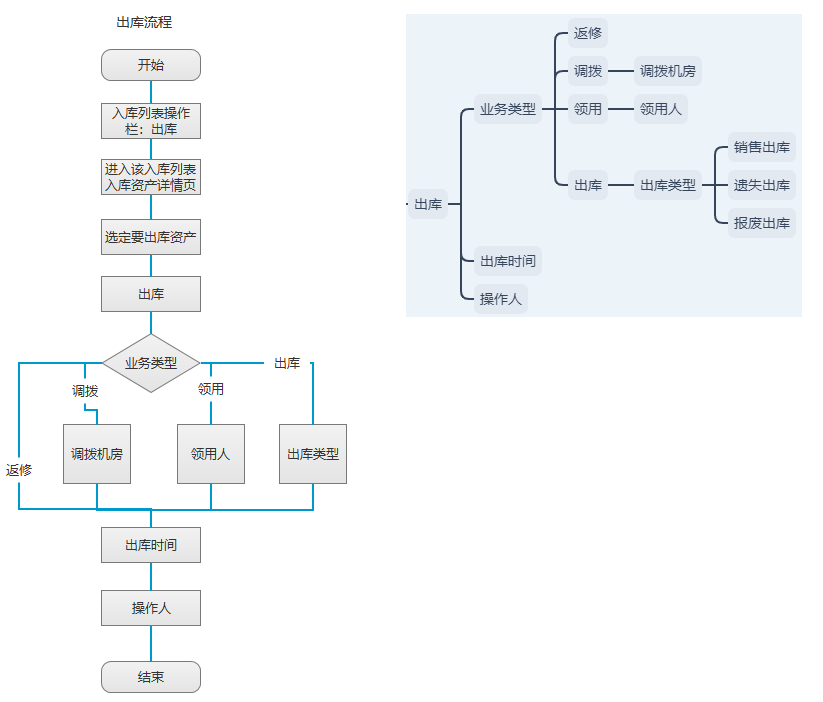 出库流程
开始
入库列表操作
栏：出库
进入该入库列表
入库资产详情页
选定要出库资产
出库
业务类型
调拨
领用
出库
返修
调拨机房
领用人
出库类型
出库时间
操作人
结束
出库
业务类型
返修
调拨
调拨机房
领用
领用人
出库
出库类型
销售出库
遗失出库
报废出库
出库时间
操作人